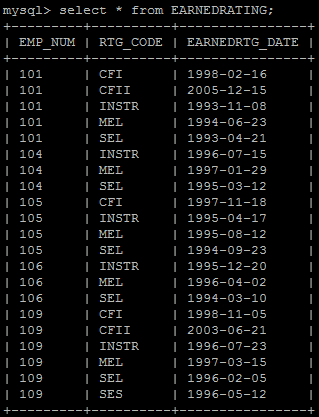 mysql> select * from EARNEDRATING;
+---------+----------+----------------+
| EMP_NUM | RTG_CODE | EARNEDRTG_DATE |
+---------+----------+----------------+
| 101 | CFI | 1998-02-16 |
| 101 | CFII | 2005-12-15 |
| 101 | INSTR | 1993-11-08 |
| 101 | MEL | 1994-06-23 |
| 101 | SEL | 1993-04-21 |
| 104 | INSTR | 1996-07-15 |
| 104 | MEL | 1997-01-29 |
| 104 | SEL | 1995-03-12 |
| 105 | CFI | 1997-11-18 |
| 105 | INSTR | 1995-04-17 |
| 105 | MEL | 1995-08-12 |
| 105 | SEL | 1994-09-23 |
| 106 | INSTR | 1995-12-20 |
| 106 | MEL | 1996-04-02 |
| 106 | SEL | 1994-03-10 |
| 109 | CFI | 1998-11-05 |
| 109 | CFII | 2003-06-21 |
| 109 | INSTR | 1996-07-23 |
| 109 | MEL | 1997-03-15 |
| 109 | SEL | 1996-02-05 |
| 109 | SES | 1996-05-12 |
+---------+----------+----------------+